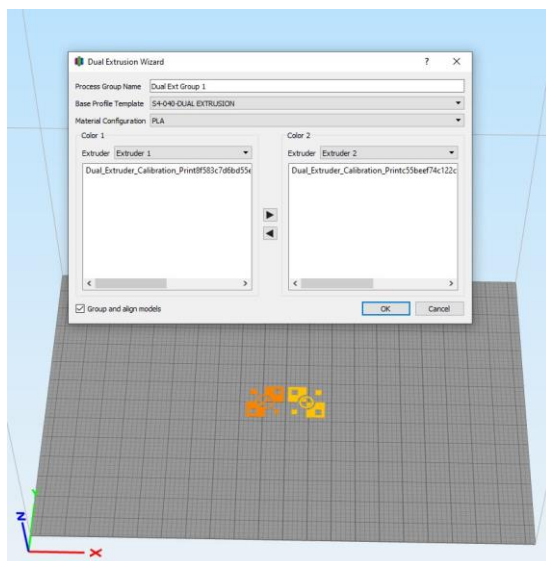 Dual Extrusion Wizard ? ×
Process Group Name Dual Ext Group 1
Base Profile Template S4-040-DUAL EXTRUSION
Material Configuration PLA
Color 1 Color 2
Extruder Extruder 1 Extruder Extruder 2
Dual_Extruder_Calibration_Print8f583c7d6bd55e Dual_Extruder_Calibration_Printc55beef74c122c
Group and align models OK Cancel
Y
Z
X